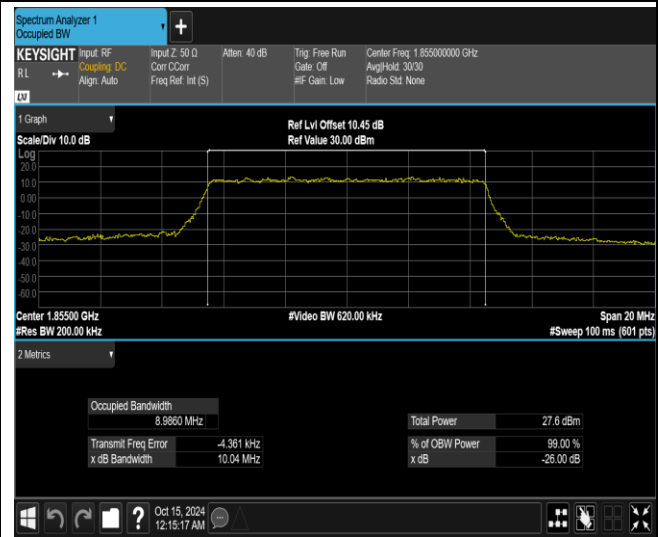 Spectrum Analyzer 1
Occupied BW
+
KEYSIGHT Input: RF Input Z: 50 Ω Atten: 40 dB Trig: Free Run Center Freq: 1.855000000 GHz
RL Coupling: DC Corr CCorr Gate: Off Avg|Hold: 30/30
Align: Auto Freq Ref: Int (S) #IF Gain: Low Radio Std: None
LXI
1 Graph
Ref Lvl Offset 10.45 dB
Scale/Div 10.0 dB Ref Value 30.00 dBm
Log
20.0
10.0
0.00
-10.0
-20.0
-30.0
-40.0
-50.0
-60.0
Center 1.85500 GHz #Video BW 620.00 kHz Span 20 MHz
#Res BW 200.00 kHz #Sweep 100 ms (601 pts)
2 Metrics
Occupied Bandwidth
8.9860 MHz Total Power 27.6 dBm
Transmit Freq Error -4.361 kHz % of OBW Power 99.00 %
x dB Bandwidth 10.04 MHz x dB -26.00 dB
? Oct 15, 2024
12:15:17 AM